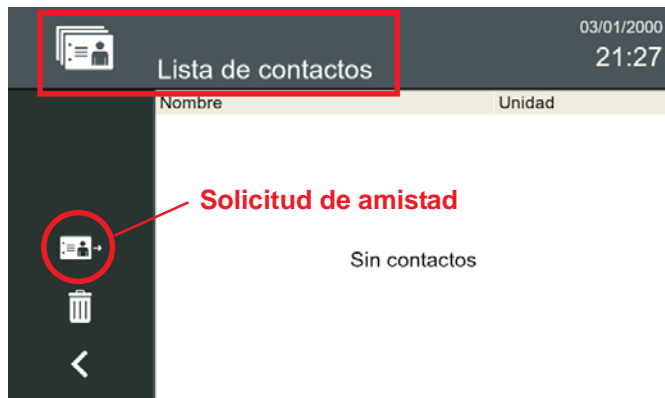 03/01/2000
21:27
Lista de contactos
Nombre Unidad
Solicitud de amistad
Sin contactos